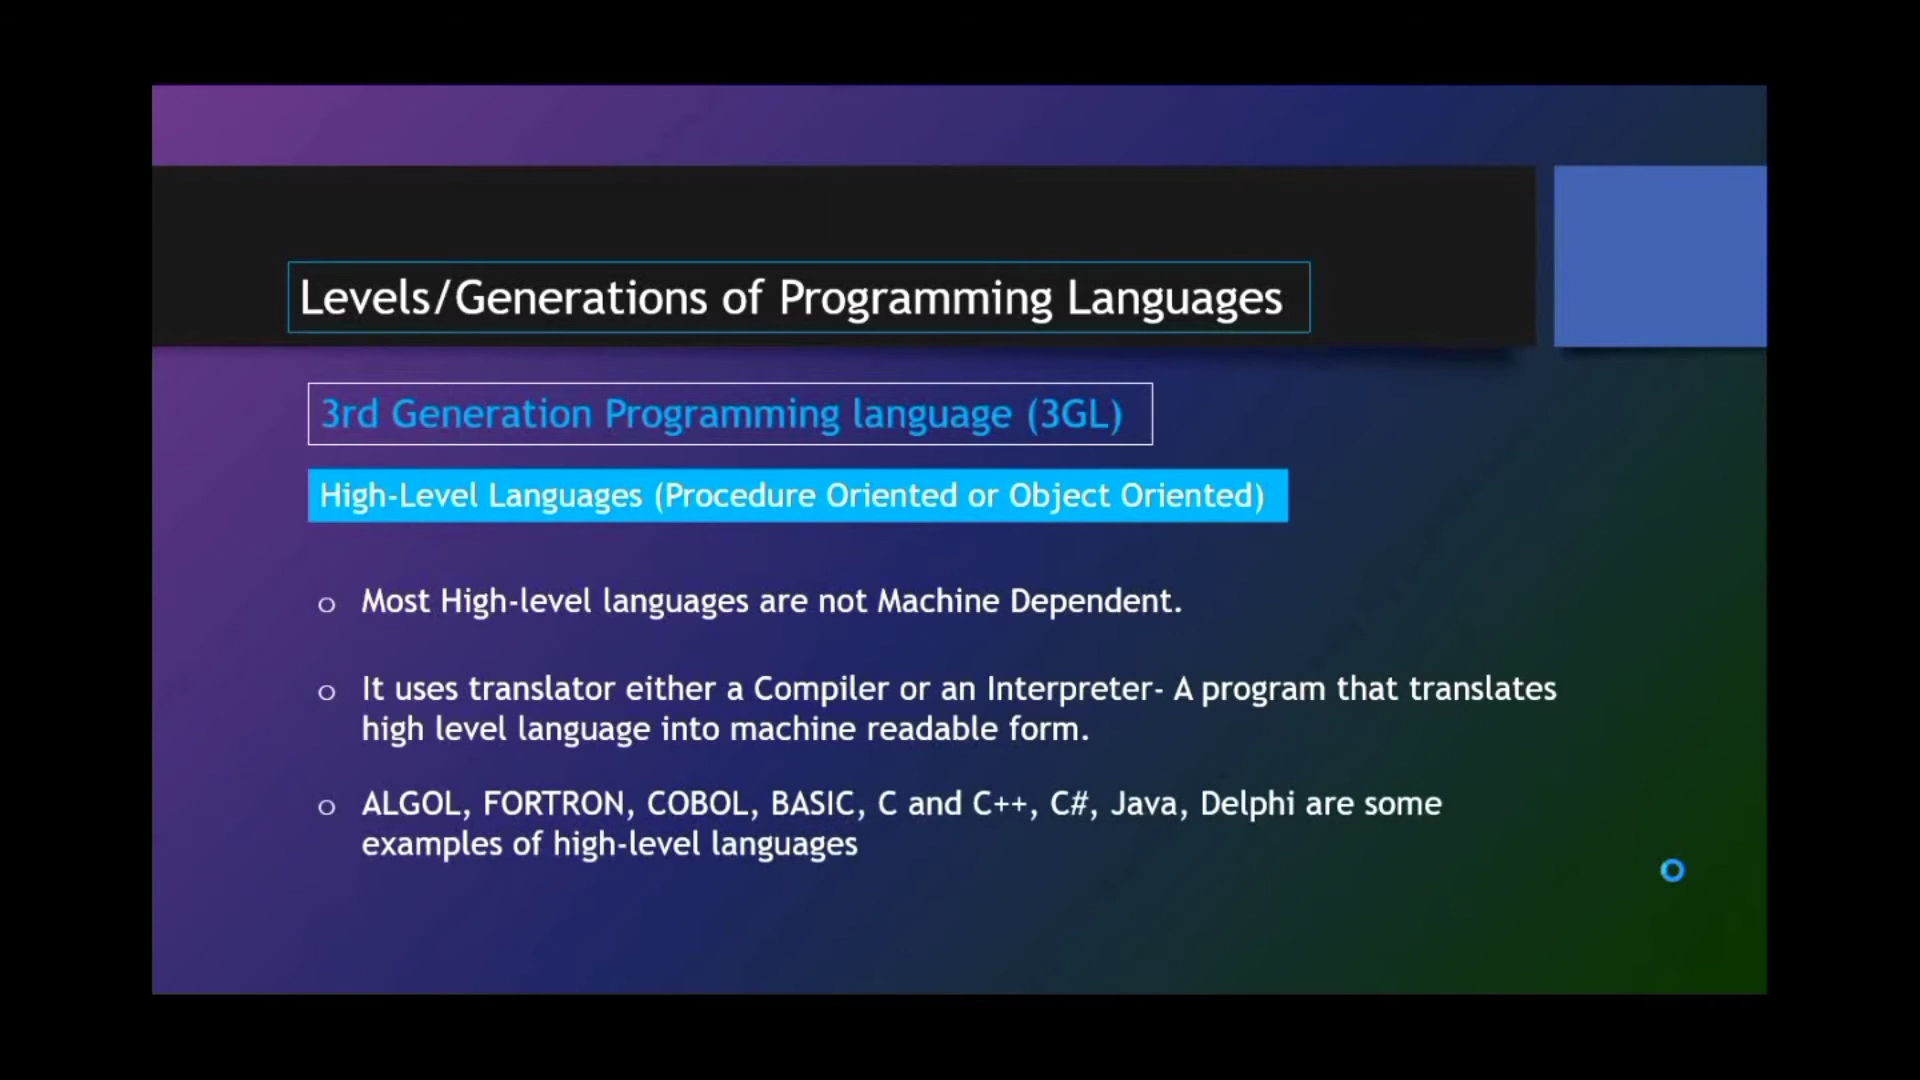 Levels/Generations of Programming Languages
3rd Generation Programming language (3GL)
High-Level Languages (Procedure Oriented or Object Oriented)
o Most High-level languages are not Machine Dependent.
o It uses translator either a Compiler or an Interpreter- A program that translates
high level language into machine readable form.
o ALGOL, FORTRON, COBOL, BASIC, C and C++, C#, Java, Delphi are some
examples of high-level languages